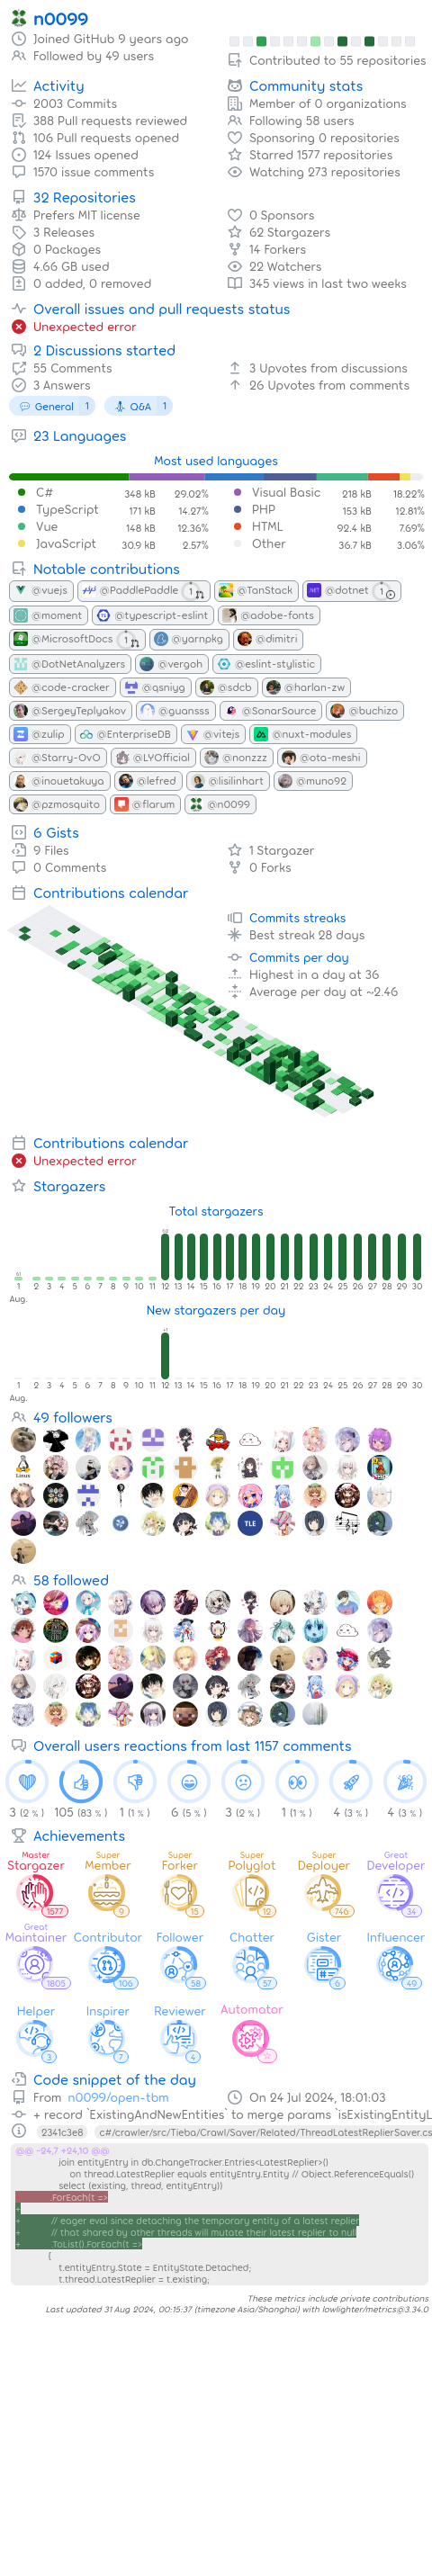 n0099
Joined GitHub 9 years ago
Followed by 49 users
Contributed to 55 repositories
Activity
2003 Commits
388 Pull requests reviewed
106 Pull requests opened
124 Issues opened
1570 issue comments
Community stats
Member of 0 organizations
Following 58 users
Sponsoring 0 repositories
Starred 1577 repositories
Watching 273 repositories
32 Repositories
Prefers MIT license
3 Releases
0 Packages
4.66 GB used
0 added, 0 removed
0 Sponsors
62 Stargazers
14 Forkers
22 Watchers
345 views in last two weeks
Overall issues and pull requests status
Unexpected error
2 Discussions started
55 Comments
3 Answers
3 Upvotes from discussions
26 Upvotes from comments
General 1 Q&A 1
23 Languages
Most used languages
C# 348 kB 29.02% Visual Basic 218 kB 18.22%
TypeScript 171 kB 14.27% PHP 153 kB 12.81%
Vue 148 kB 12.36% HTML 92.4 kB 7.69%
JavaScript 30.9 kB 2.57% Other 36.7 kB 3.06%
Notable contributions
@vuejs @PaddlePaddle 1 @TanStack @dotnet 1
@moment @typescript-eslint @adobe-fonts
@MicrosoftDocs 1 @yarnpkg @dimitri
@DotNetAnalyzers @vergoh @eslint-stylistic
@code-cracker @qsniyg @sdcb @harlan-zw
@SergeyTeplyakov @guansss @SonarSource @buchizo
@zulip @EnterpriseDB @vitejs @nuxt-modules
@Starry-OvO @LYOfficial @nonzzz @ota-meshi
@inouetakuya @lefred @lisilinhart @muno92
@pzmosquito @flarum @n0099
6 Gists
9 Files
0 Comments
1 Stargazer
0 Forks
Contributions calendar
Commits streaks
Best streak 28 days
Commits per day
Highest in a day at 36
Average per day at ~2.46
Contributions calendar
Unexpected error
Stargazers
Total stargazers
61 62
1 2 3 4 5 6 7 8 9 10 11 12 13 14 15 16 17 18 19 20 21 22 23 24 25 26 27 28 29 30
Aug.
New stargazers per day
+1
1 2 3 4 5 6 7 8 9 10 11 12 13 14 15 16 17 18 19 20 21 22 23 24 25 26 27 28 29 30
Aug.
49 followers
Linux
TLE
58 followed
Overall users reactions from last 1157 comments
3 (2 %) 105 (83 %) 1 (1 %) 6 (5 %) 3 (2 %) 1 (1 %) 4 (3 %) 4 (3 %)
Achievements
Master Super Super Super Super Great
Stargazer Member Forker Polyglot Deployer Developer
1577 9 15 12 746 34
Great
Maintainer Contributor Follower Chatter Gister Influencer
1805 106 58 57 6 49
Helper Inspirer Reviewer Automator
3 7 4
Code snippet of the day
From n0099/open-tbm
On 24 Jul 2024, 18:01:03
+ record `ExistingAndNewEntities` to merge params `isExistingEntityL
2341c3e8 c#/crawler/src/Tieba/Crawl/Saver/Related/ThreadLatestReplierSaver.cs
@@ -24,7 +24,10 @@
join entityEntry in db.ChangeTracker.Entries<LatestReplier>()
on thread.LatestReplier equals entityEntry.Entity // Object.ReferenceEquals()
select (existing, thread, entityEntry))
- .ForEach(t =>
+
+ // eager eval since detaching the temporary entity of a latest replier
+ // that shared by other threads will mutate their latest replier to null
+ .ToList().ForEach(t =>
{
t.entityEntry.State = EntityState.Detached;
t.thread.LatestReplier = t.existing;
These metrics include private contributions
Last updated 31 Aug 2024, 00:15:37 (timezone Asia/Shanghai) with lowlighter/metrics@3.34.0